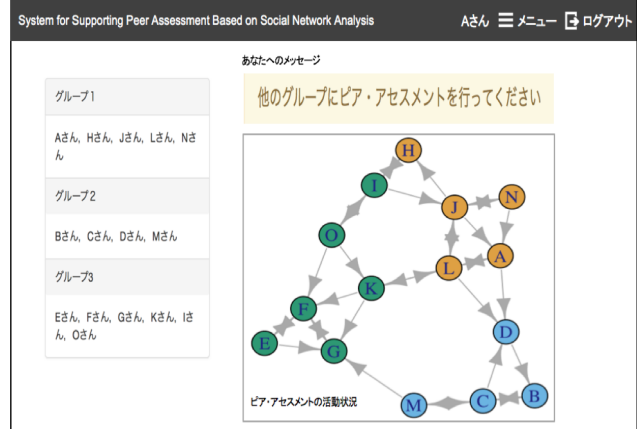 System for Supporting Peer Assessment Based on Social Network Analysis
Aさん メニュー ログアウト
グループ1
Aさん, Hさん, Jさん, Lさん, Nさ
ん
グループ2
Bさん, Cさん, Dさん, Mさん
グループ3
Eさん, Fさん, Gさん, Kさん, Iさ
ん, Oさん
あなたへのメッセージ
他のグループにピア・アセスメントを行ってください
H
I
N
J
O
A
L
K
F
D
E
G
B
C
M
ピア・アセスメントの活動状況